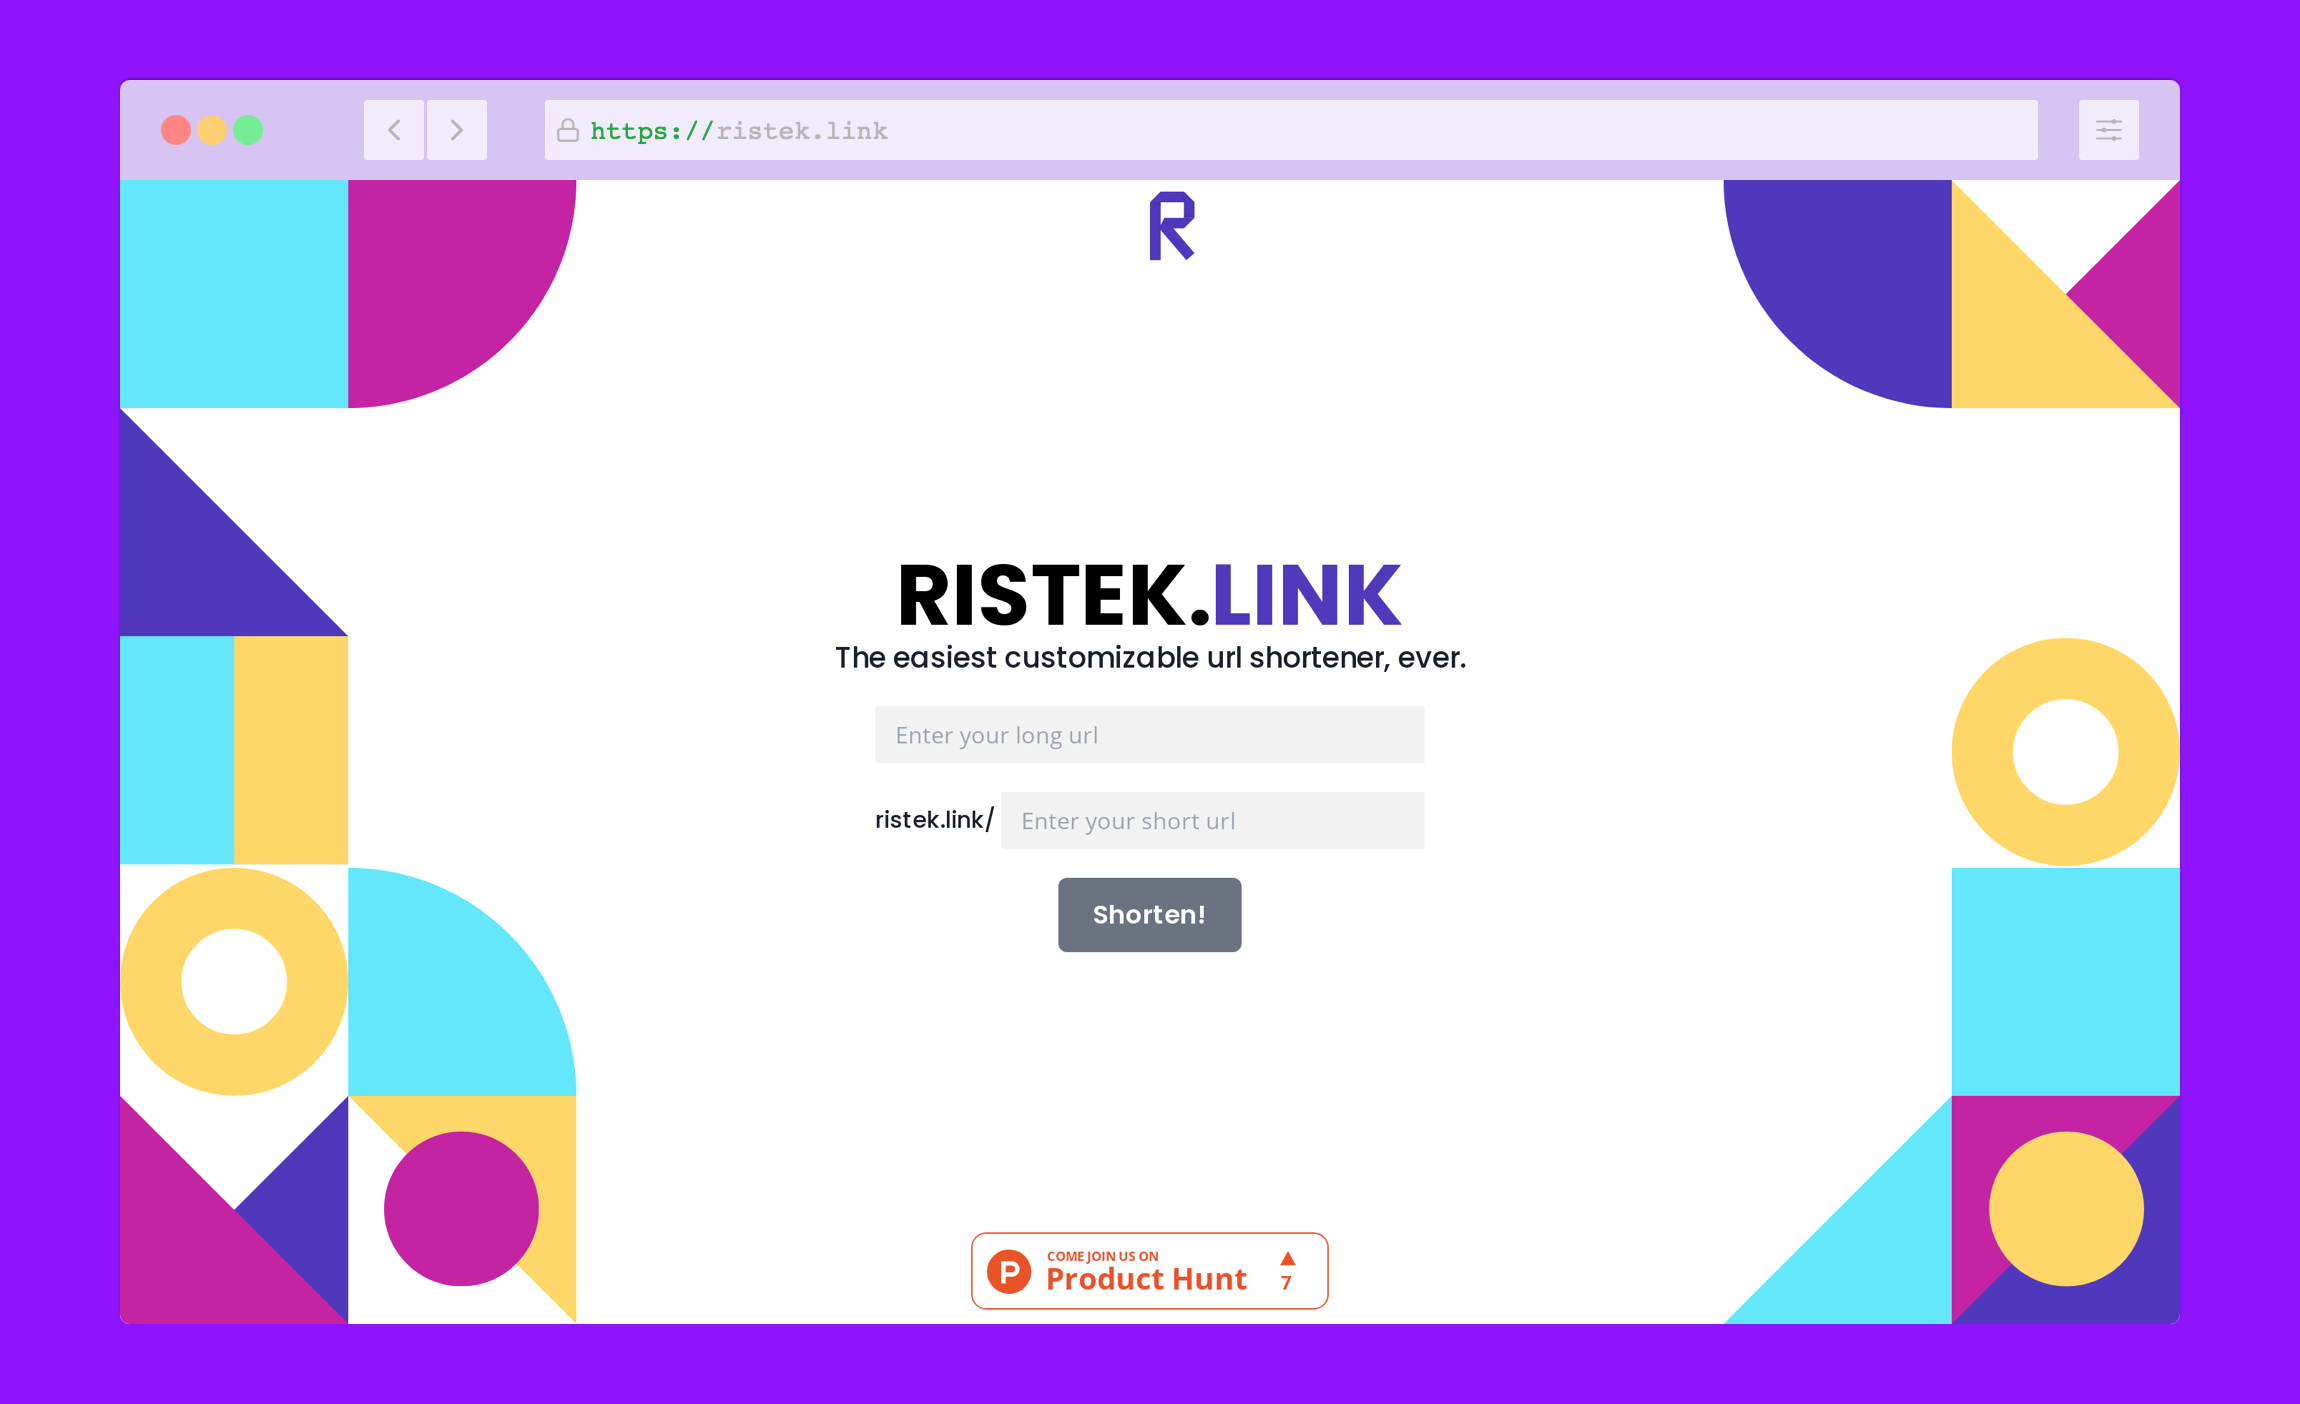 https://ristek.link
R
RISTEK.LINK
The easiest customizable url shortener, ever.
Enter your long url
ristek.link/ Enter your short url
Shorten!
P COME JOIN US ON
Product Hunt
▲ 7